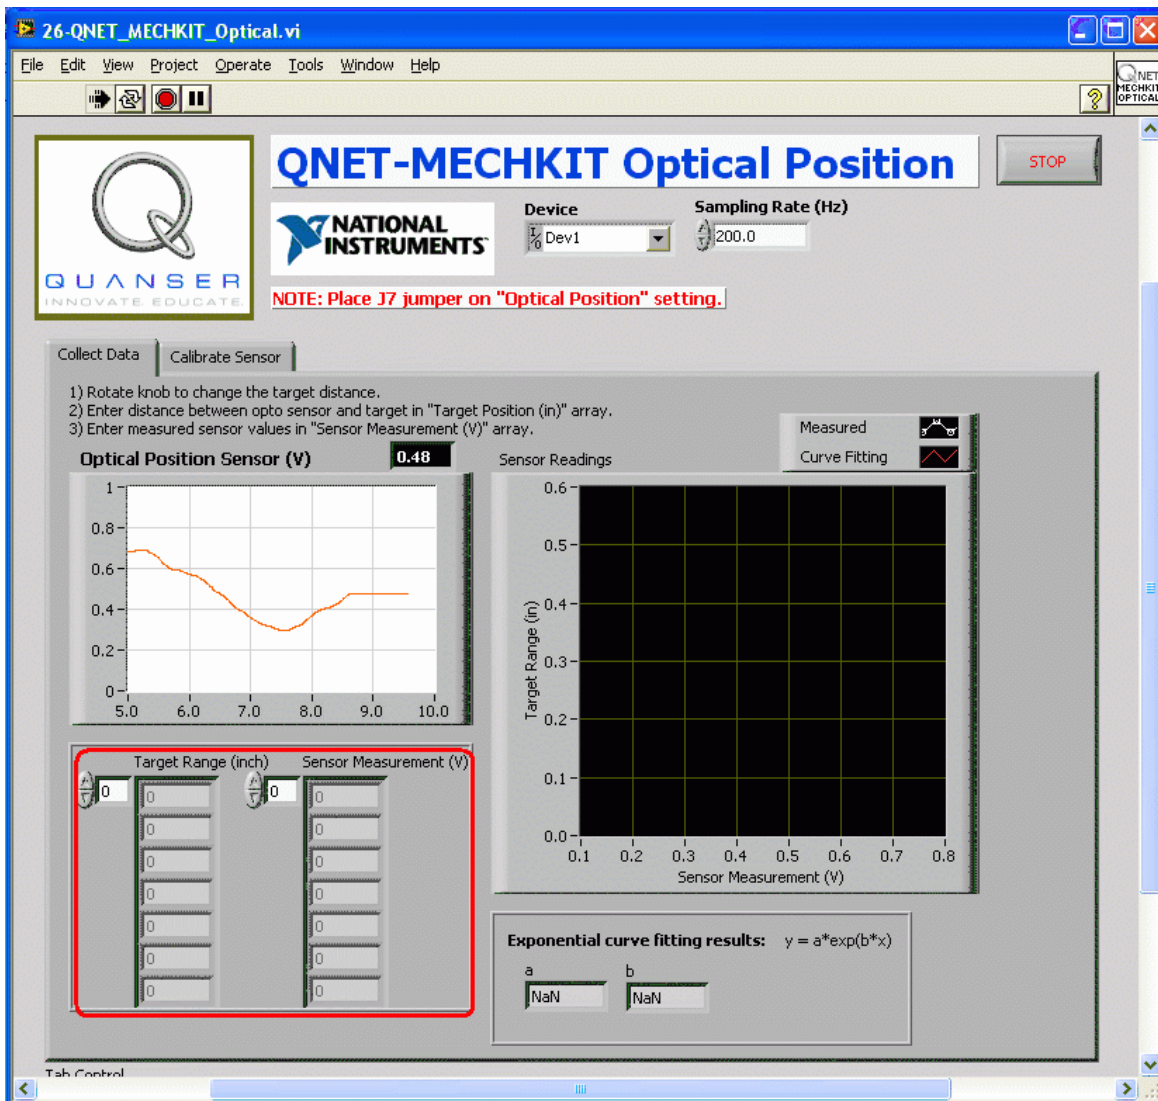 26-QNET_MECHKIT_Optical.vi
File Edit View Project Operate Tools Window Help
QNET
MECHKIT
OPTICAL
QNET-MECHKIT Optical Position
STOP
QUANSER
INNOVATE. EDUCATE.
NATIONAL
INSTRUMENTS
Device
Dev1
Sampling Rate (Hz)
200.0
NOTE: Place J7 jumper on "Optical Position" setting.
Collect Data
Calibrate Sensor
1) Rotate knob to change the target distance.
2) Enter distance between opto sensor and target in "Target Position (in)" array.
3) Enter measured sensor values in "Sensor Measurement (V)" array.
Optical Position Sensor (V)
0.48
1
0.8
0.6
0.4
0.2
0
5.0 6.0 7.0 8.0 9.0 10.0
Sensor Readings
Measured
Curve Fitting
Target Range (in)
0.6
0.5
0.4
0.3
0.2
0.1
0.0
0.1 0.2 0.3 0.4 0.5 0.6 0.7 0.8
Sensor Measurement (V)
Target Range (inch) Sensor Measurement (V)
0 0 0 0
0 0
0 0
0 0
0 0
0 0
0 0
Exponential curve fitting results: y = a*exp(b*x)
a b
NaN NaN
Tab Control